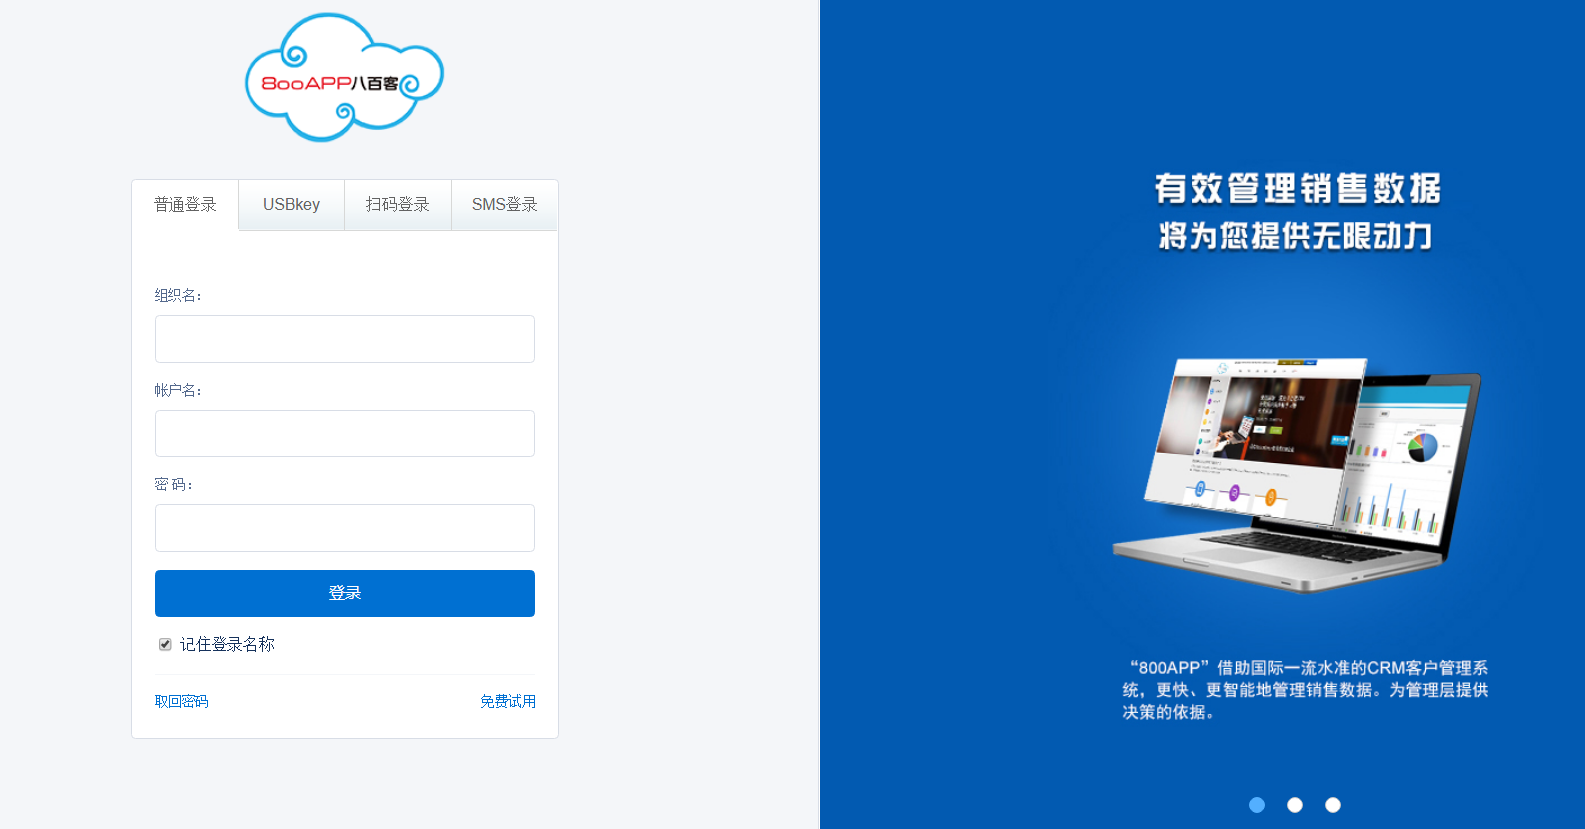 8ooAPP八百客
普通登录
USBkey
扫码登录
SMS登录
组织名：
帐户名：
密 码：
登录
记住登录名称
取回密码
免费试用
有效管理销售数据
将为您提供无限动力
“800APP”借助国际一流水准的CRM客户管理系
统，更快、更智能地管理销售数据。为管理层提供
决策的依据。